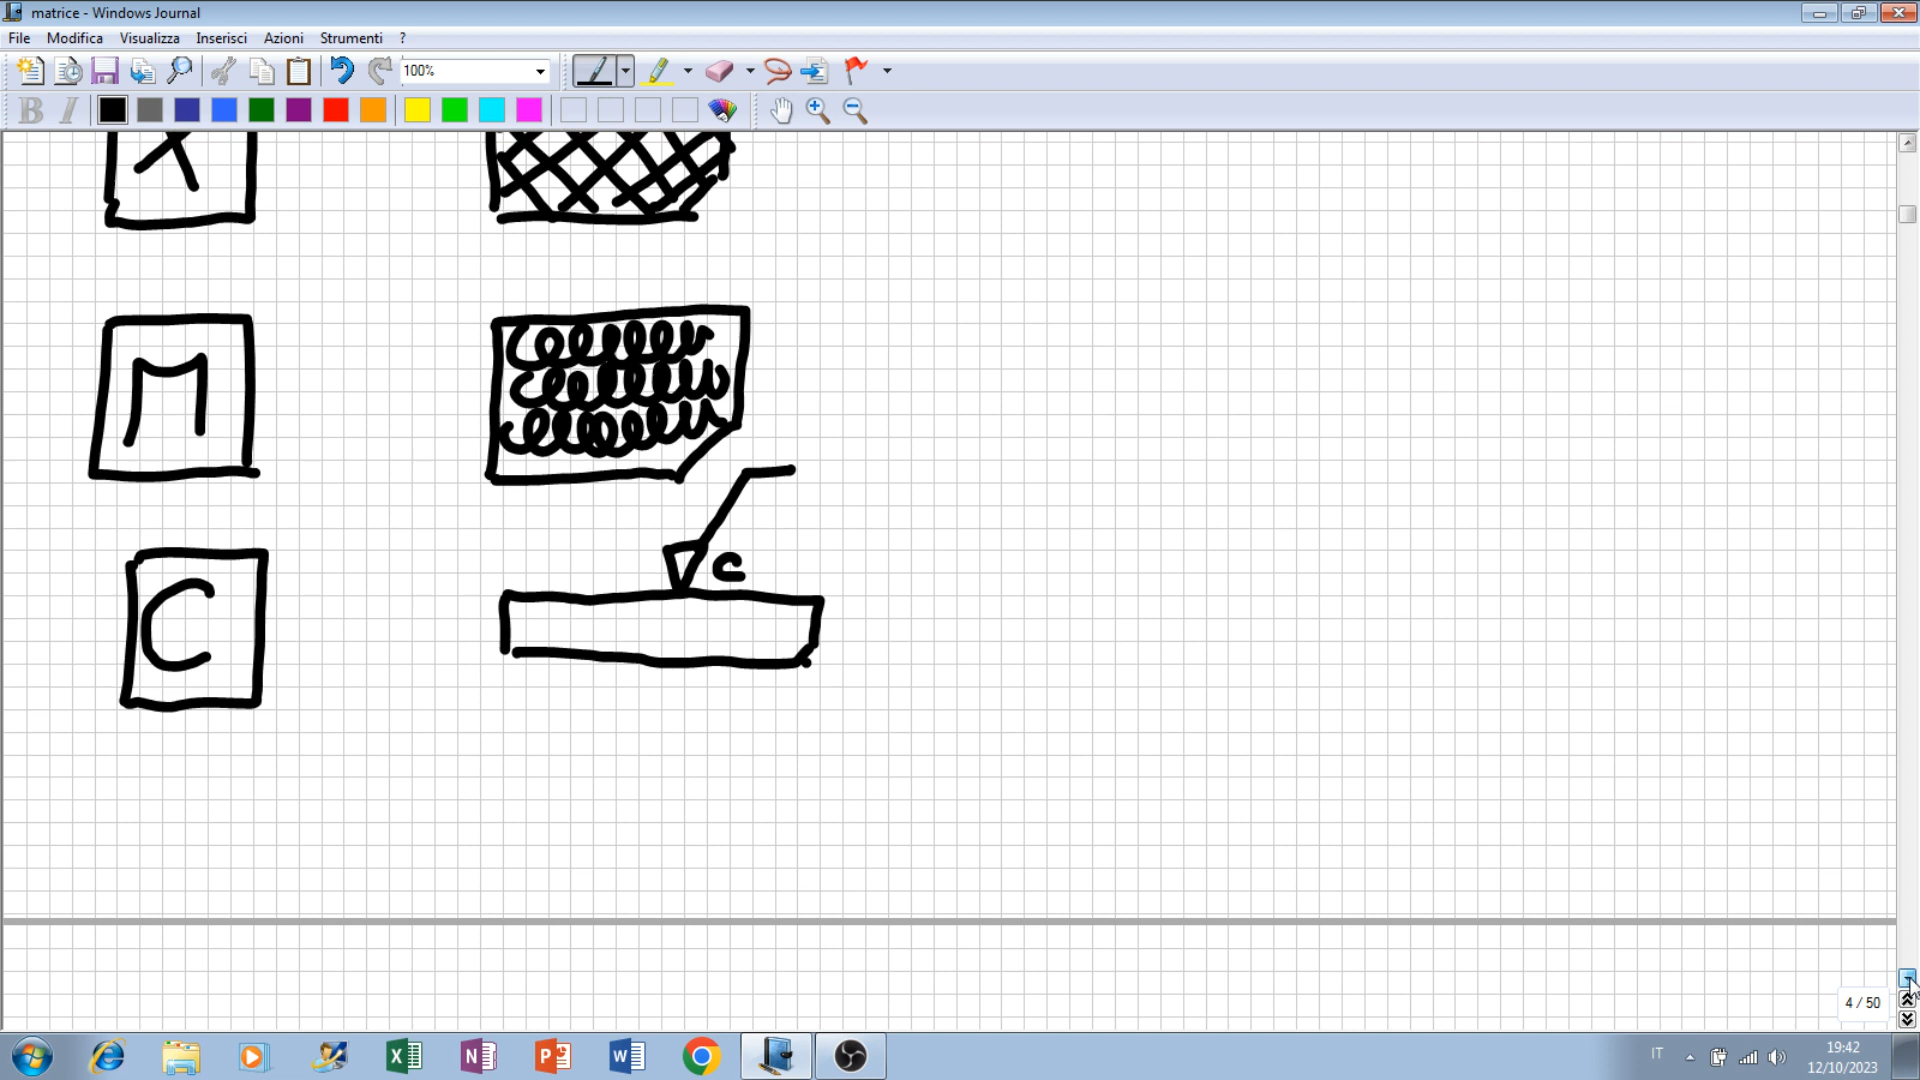 matrice - Windows Journal
File Modifica Visualizza Inserisci Azioni Strumenti ?
100%
B I
X
M
C
C
4 / 50
IT
19:42
12/10/2023